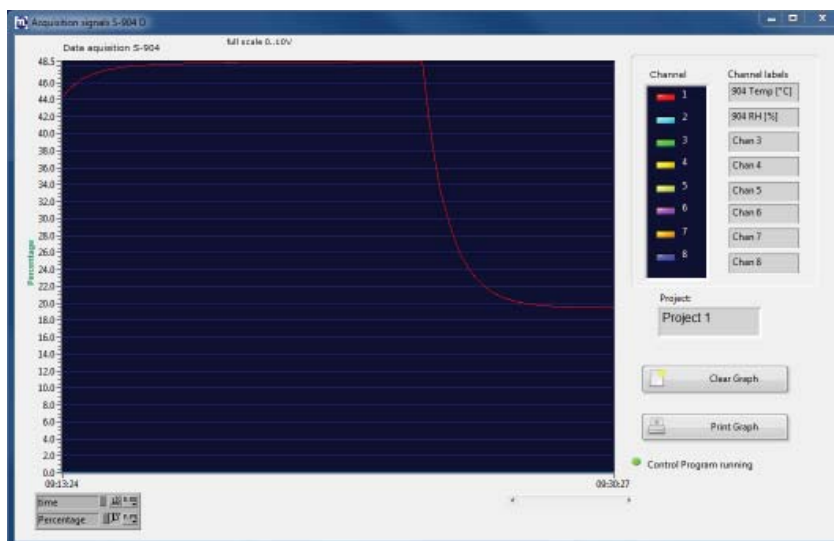 Acquisition signals S-904 D
Data aquisition S-904
full scale 0..10V
Percentage
48.5
46.0
44.0
42.0
40.0
38.0
36.0
34.0
32.0
30.0
28.0
26.0
24.0
22.0
20.0
18.0
16.0
14.0
12.0
10.0
8.0
6.0
4.0
2.0
0.0
09:13:24
09:30:27
time
Percentage
Channel
Channel labels
1
904 Temp [°C]
2
904 RH [%]
3
Chan 3
4
Chan 4
5
Chan 5
6
Chan 6
7
Chan 7
8
Chan 8
Project:
Project 1
Clear Graph
Print Graph
Control Program running